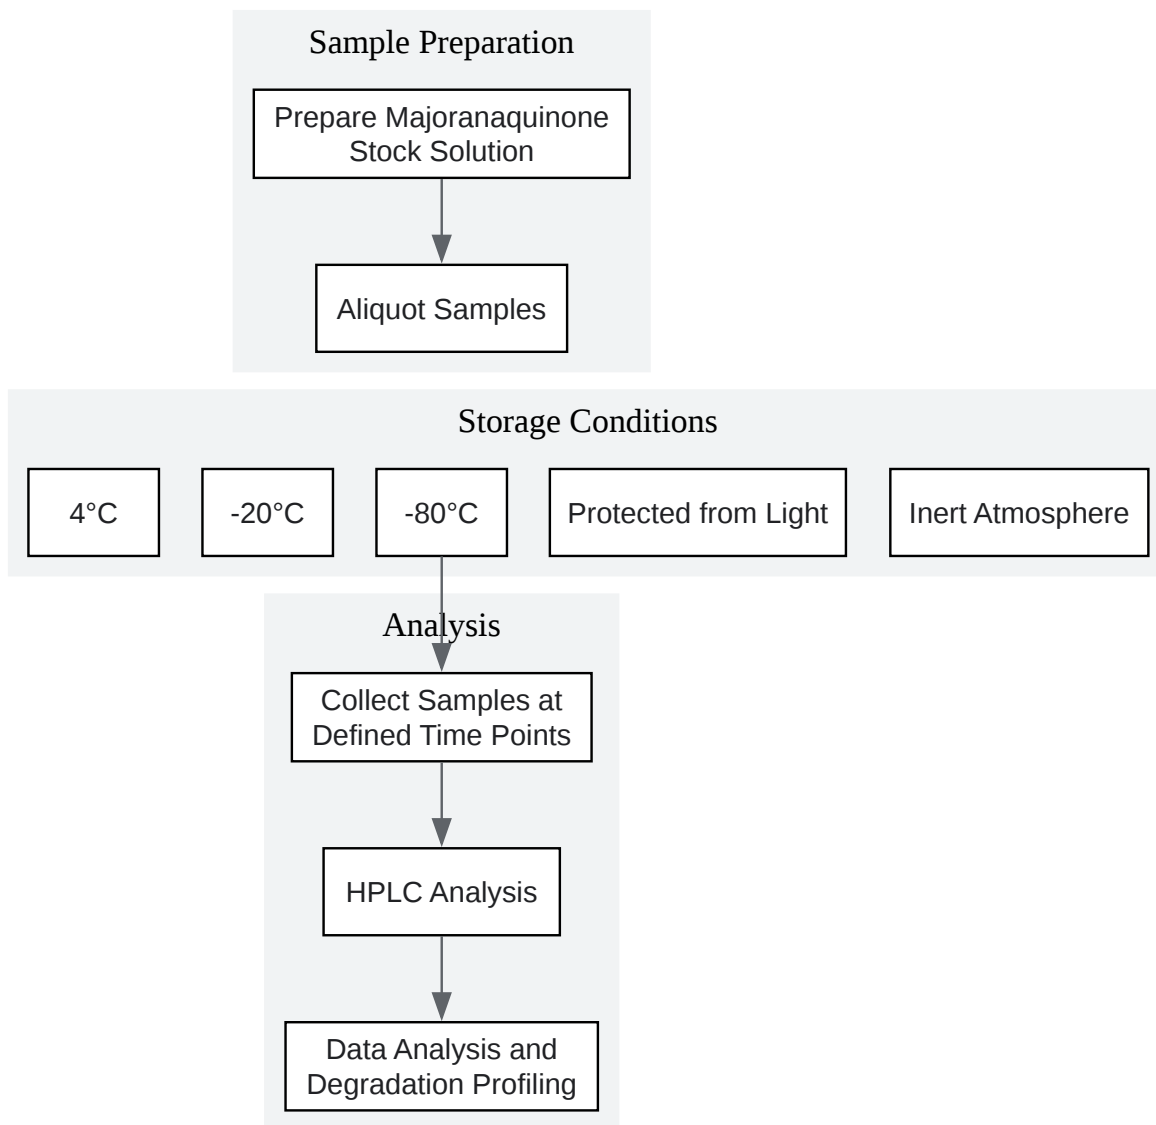 Sample Preparation
Prepare Majoranaquinone
Stock Solution
Aliquot Samples
Storage Conditions
4°C
-20°C
-80°C
Protected from Light
Inert Atmosphere
Analysis
Collect Samples at
Defined Time Points
HPLC Analysis
Data Analysis and
Degradation Profiling